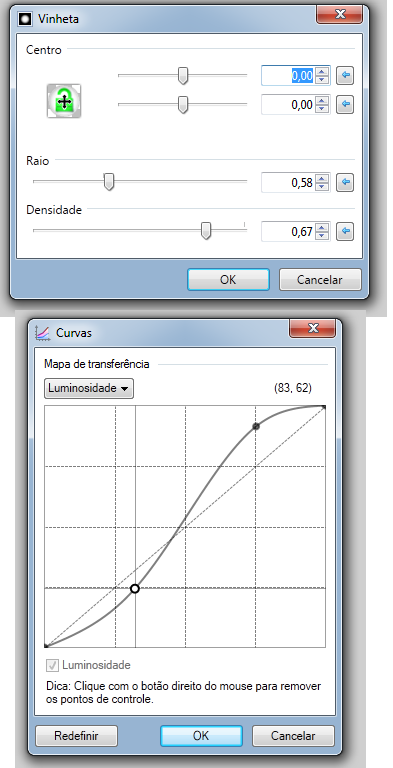 Vinheta
Centro
0,00
0,00
Raio
0,58
Densidade
0,67
OK
Cancelar
Curvas
Mapa de transferência
Luminosidade
(83, 62)
Luminosidade
Dica: Clique com o botão direito do mouse para remover
os pontos de controle.
Redefinir
OK
Cancelar